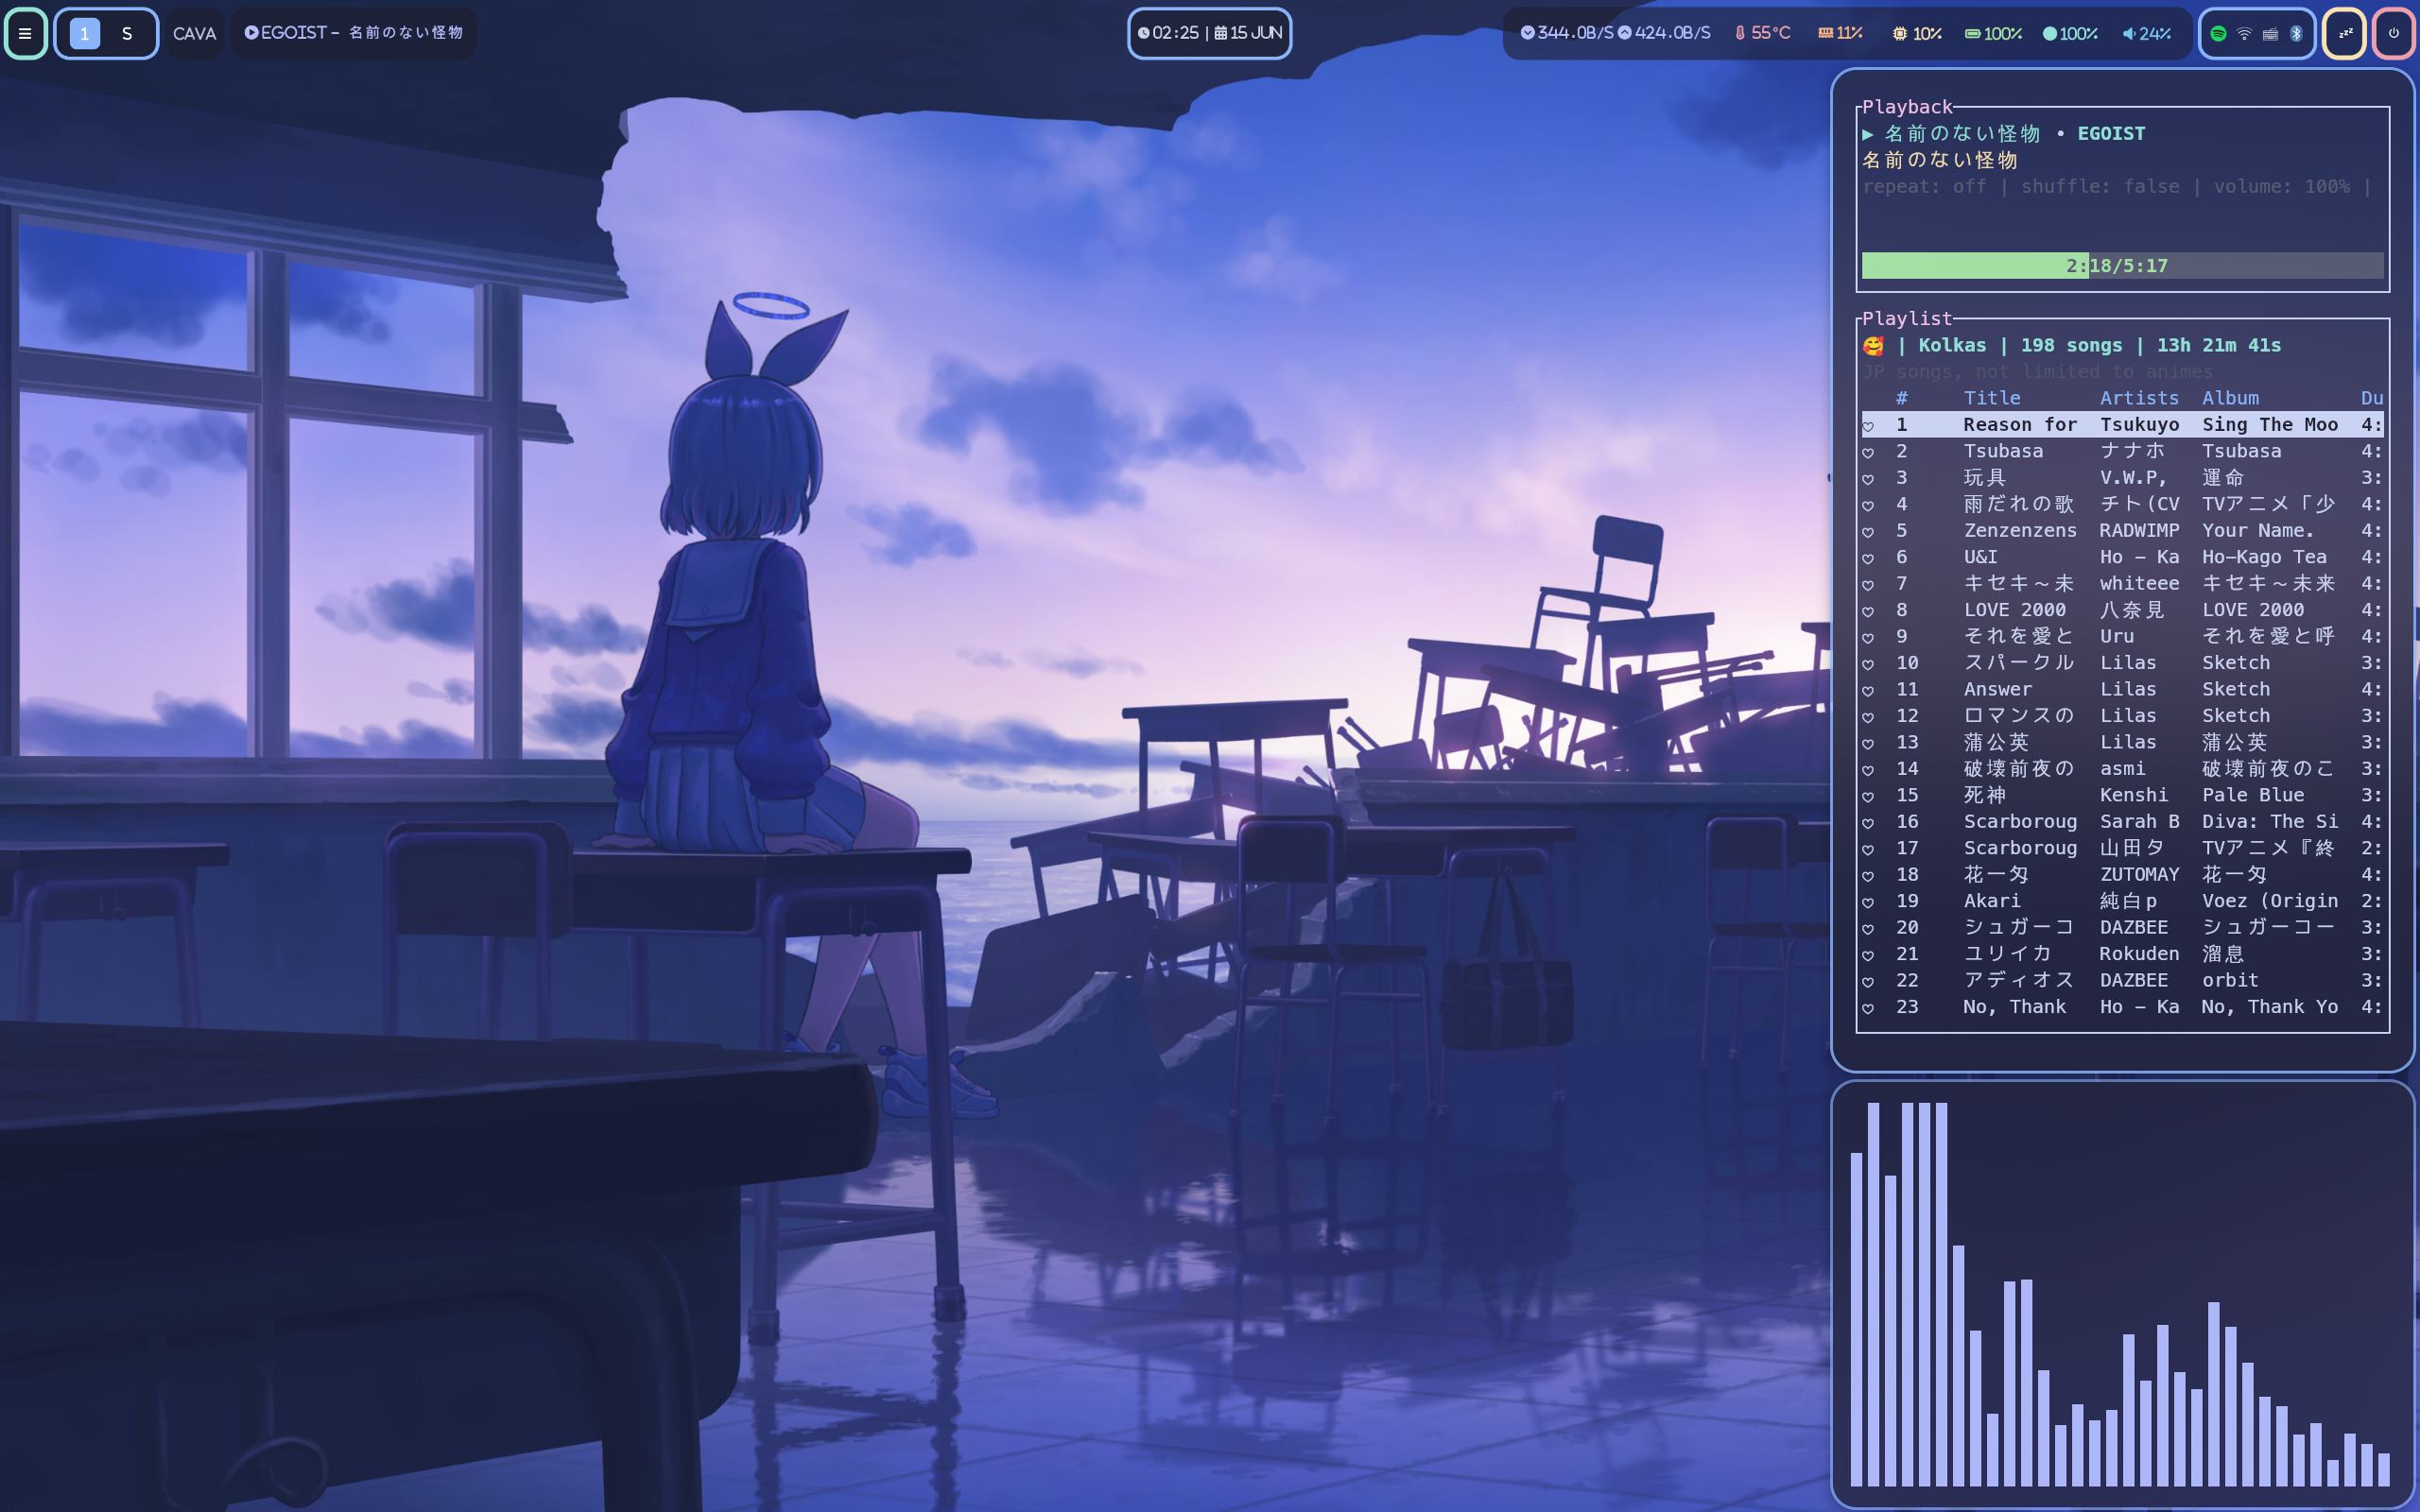 1 S CAVA EGOIST - 名前のない怪物
02:25 | 15 JUN
344.0B/S 424.0B/S 55°C 11% 10% 100% 100% 24% zzz
Playback
▶ 名前のない怪物 • EGOIST
名前のない怪物
repeat: off | shuffle: false | volume: 100% |
2:18/5:17
Playlist
🥰 | Kolkas | 198 songs | 13h 21m 41s
JP songs, not limited to animes
# Title Artists Album Du
♡ 1 Reason for Tsukuyo Sing The Moo 4:
♡ 2 Tsubasa ナナホ Tsubasa 4:
♡ 3 玩具 V.W.P, 運命 3:
♡ 4 雨だれの歌 チト(CV TVアニメ「少 4:
♡ 5 Zenzenzens RADWIMP Your Name. 4:
♡ 6 U&I Ho - Ka Ho-Kago Tea 4:
♡ 7 キセキ～未 whiteee キセキ～未来 4:
♡ 8 LOVE 2000 八奈見 LOVE 2000 4:
♡ 9 それを愛と Uru それを愛と呼 4:
♡ 10 スパークル Lilas Sketch 3:
♡ 11 Answer Lilas Sketch 4:
♡ 12 ロマンスの Lilas Sketch 3:
♡ 13 蒲公英 Lilas 蒲公英 3:
♡ 14 破壊前夜の asmi 破壊前夜のこ 3:
♡ 15 死神 Kenshi Pale Blue 3:
♡ 16 Scarboroug Sarah B Diva: The Si 4:
♡ 17 Scarboroug 山田タ TVアニメ『終 2:
♡ 18 花一匁 ZUTOMAY 花一匁 4:
♡ 19 Akari 純白p Voez (Origin 2:
♡ 20 シュガーコ DAZBEE シュガーコー 3:
♡ 21 ユリイカ Rokuden 溜息 3:
♡ 22 アディオス DAZBEE orbit 3:
♡ 23 No, Thank Ho - Ka No, Thank Yo 4: